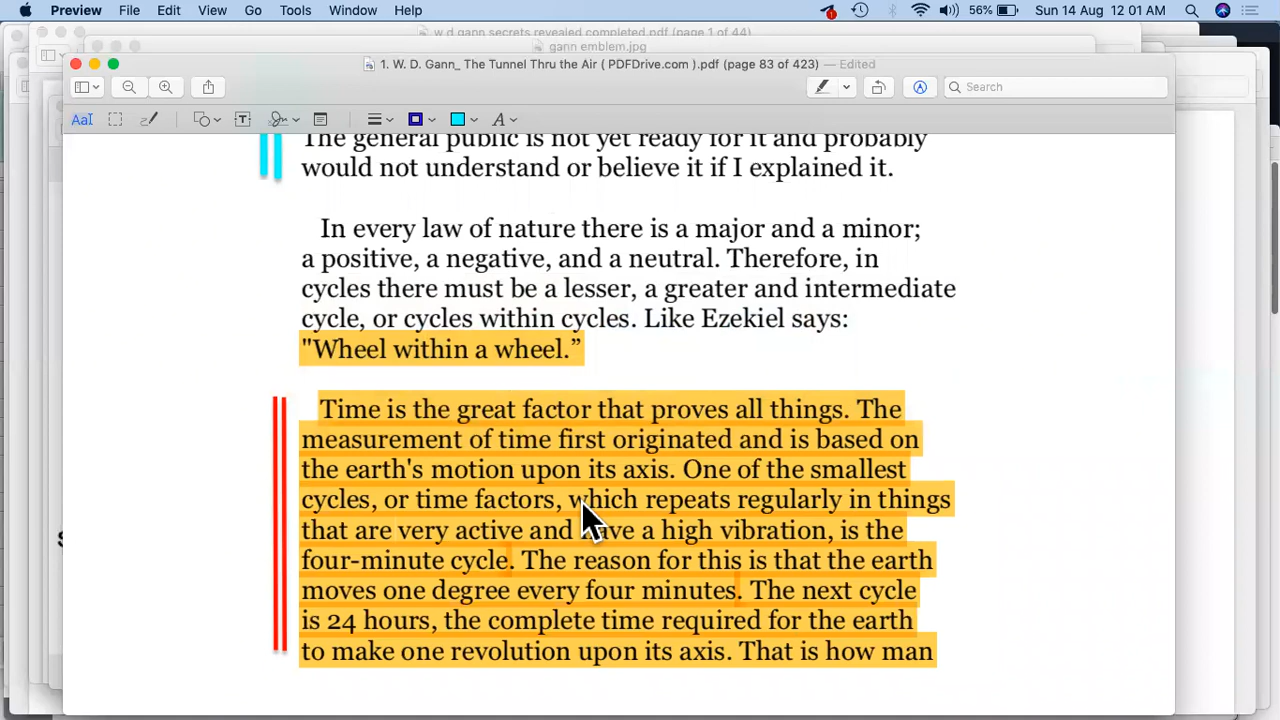 Preview File Edit View Go Tools Window Help 56% Sun 14 Aug 12 01 AM
w d gann secrets revealed completed.pdf (page 1 of 44)
gann emblem.jpg
1. W. D. Gann_ The Tunnel Thru the Air ( PDFDrive.com ).pdf (page 83 of 423) — Edited
Search
AaI T A
The general public is not yet ready for it and probably
would not understand or believe it if I explained it.
In every law of nature there is a major and a minor;
a positive, a negative, and a neutral. Therefore, in
cycles there must be a lesser, a greater and intermediate
cycle, or cycles within cycles. Like Ezekiel says:
"Wheel within a wheel.”
Time is the great factor that proves all things. The
measurement of time first originated and is based on
the earth's motion upon its axis. One of the smallest
cycles, or time factors, which repeats regularly in things
that are very active and have a high vibration, is the
four-minute cycle. The reason for this is that the earth
moves one degree every four minutes. The next cycle
is 24 hours, the complete time required for the earth
to make one revolution upon its axis. That is how man